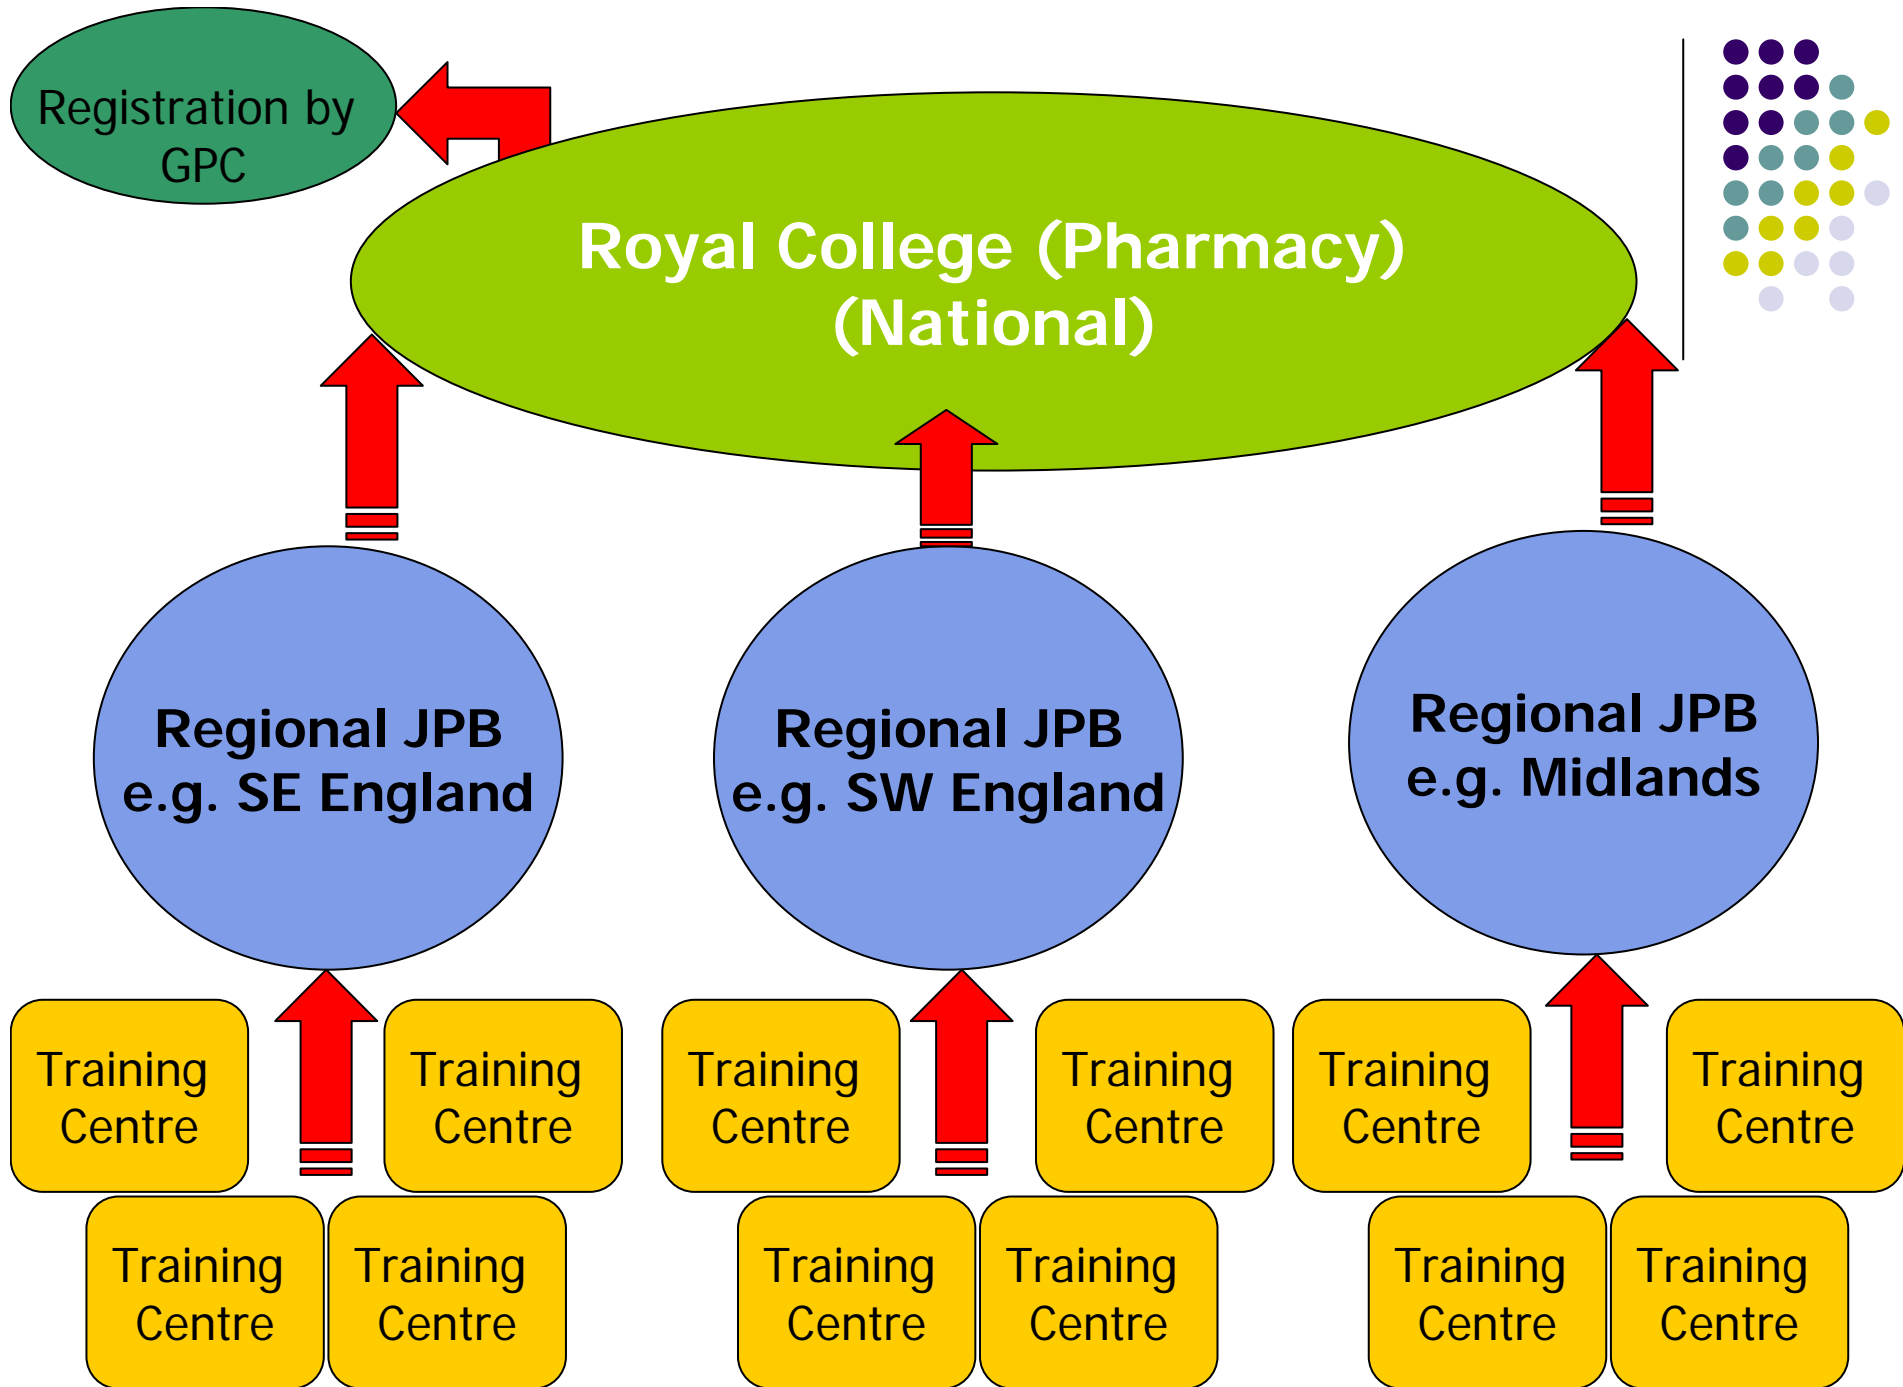 Registration by
GPC
Royal College (Pharmacy)
(National)
Regional JPB
e.g. SE England
Regional JPB
e.g. SW England
Regional JPB
e.g. Midlands
Training
Centre
Training
Centre
Training
Centre
Training
Centre
Training
Centre
Training
Centre
Training
Centre
Training
Centre
Training
Centre
Training
Centre
Training
Centre
Training
Centre